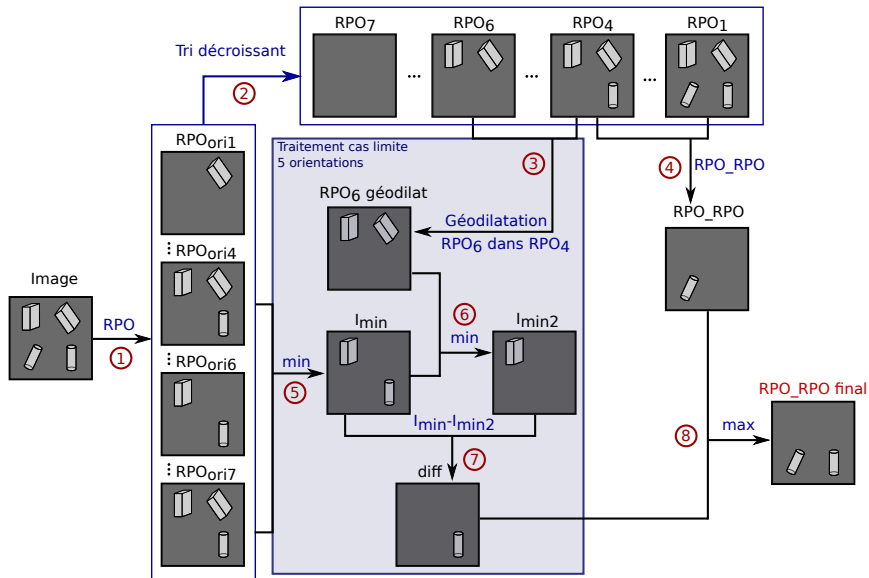 RPO7
RPO6
RPO4
RPO1
...
...
...
Tri décroissant
2
RPOori1
Traitement cas limite
5 orientations
3
4
RPO_RPO
RPO6 géodilat
RPO_RPO
Géodilatation
RPO6 dans RPO4
...
RPOori4
Image
RPO
1
Imin
6
Imin2
min
...
RPOori6
min
5
RPO_RPO final
Imin-Imin2
8
max
7
diff
...
RPOori7